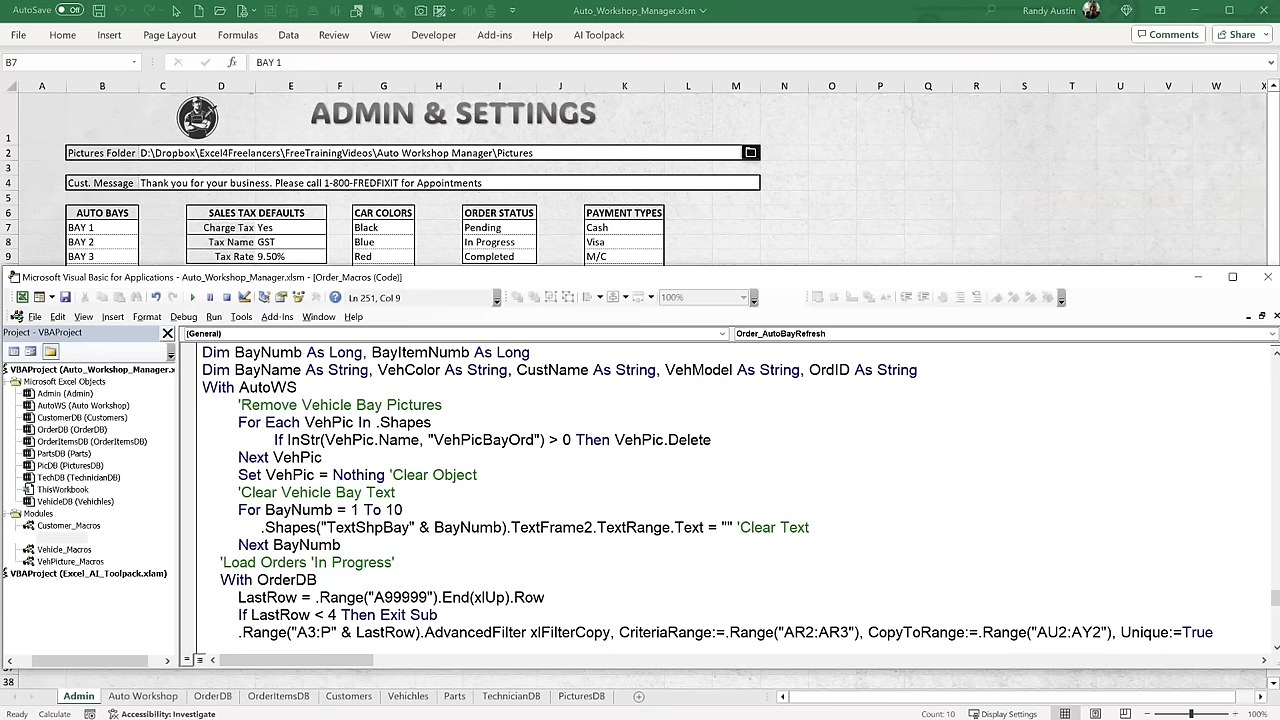 AutoSave Off Auto_Workshop_Manager.xlsm Randy Austin
File Home Insert Page Layout Formulas Data Review View Developer Add-ins Help AI Toolpack Comments Share
B7 fx BAY 1
A B C D E F G H I J K L M N O P Q R S T U V W X
ADMIN & SETTINGS
1
2 Pictures Folder D:\Dropbox\Excel4Freelancers\FreeTrainingVideos\Auto Workshop Manager\Pictures
3
4 Cust. Message Thank you for your business. Please call 1-800-FREDFIXIT for Appointments
5
6 AUTO BAYS SALES TAX DEFAULTS CAR COLORS ORDER STATUS PAYMENT TYPES
7 BAY 1 Charge Tax Yes Black Pending Cash
8 BAY 2 Tax Name GST Blue In Progress Visa
9 BAY 3 Tax Rate 9.50% Red Completed M/C
Microsoft Visual Basic for Applications - Auto_Workshop_Manager.xlsm - [Order_Macros (Code)]
Ln 251, Col 9 100%
File Edit View Insert Format Debug Run Tools Add-Ins Window Help
Project - VBAProject
(General) Order_AutoBayRefresh
VBAProject (Auto_Workshop_Manager.x
Microsoft Excel Objects
Admin (Admin)
AutoWS (Auto Workshop)
CustomerDB (Customers)
OrderDB (OrderDB)
OrderItemsDB (OrderItemsDB)
PartsDB (Parts)
PicDB (PicturesDB)
TechDB (TechnicianDB)
ThisWorkbook
VehicleDB (Vehichles)
Modules
Customer_Macros
Vehicle_Macros
VehPicture_Macros
VBAProject (Excel_AI_Toolpack.xlam)
Dim BayNumb As Long, BayItemNumb As Long
Dim BayName As String, VehColor As String, CustName As String, VehModel As String, OrdID As String
With AutoWS
'Remove Vehicle Bay Pictures
For Each VehPic In .Shapes
If InStr(VehPic.Name, "VehPicBayOrd") > 0 Then VehPic.Delete
Next VehPic
Set VehPic = Nothing 'Clear Object
'Clear Vehicle Bay Text
For BayNumb = 1 To 10
.Shapes("TextShpBay" & BayNumb).TextFrame2.TextRange.Text = "" 'Clear Text
Next BayNumb
'Load Orders 'In Progress'
With OrderDB
LastRow = .Range("A99999").End(xlUp).Row
If LastRow < 4 Then Exit Sub
.Range("A3:P" & LastRow).AdvancedFilter xlFilterCopy, CriteriaRange:=.Range("AR2:AR3"), CopyToRange:=.Range("AU2:AY2"), Unique:=True
38
Admin Auto Workshop OrderDB OrderItemsDB Customers Vehichles Parts TechnicianDB PicturesDB
Ready Calculate Accessibility: Investigate Count: 10 Display Settings 100%